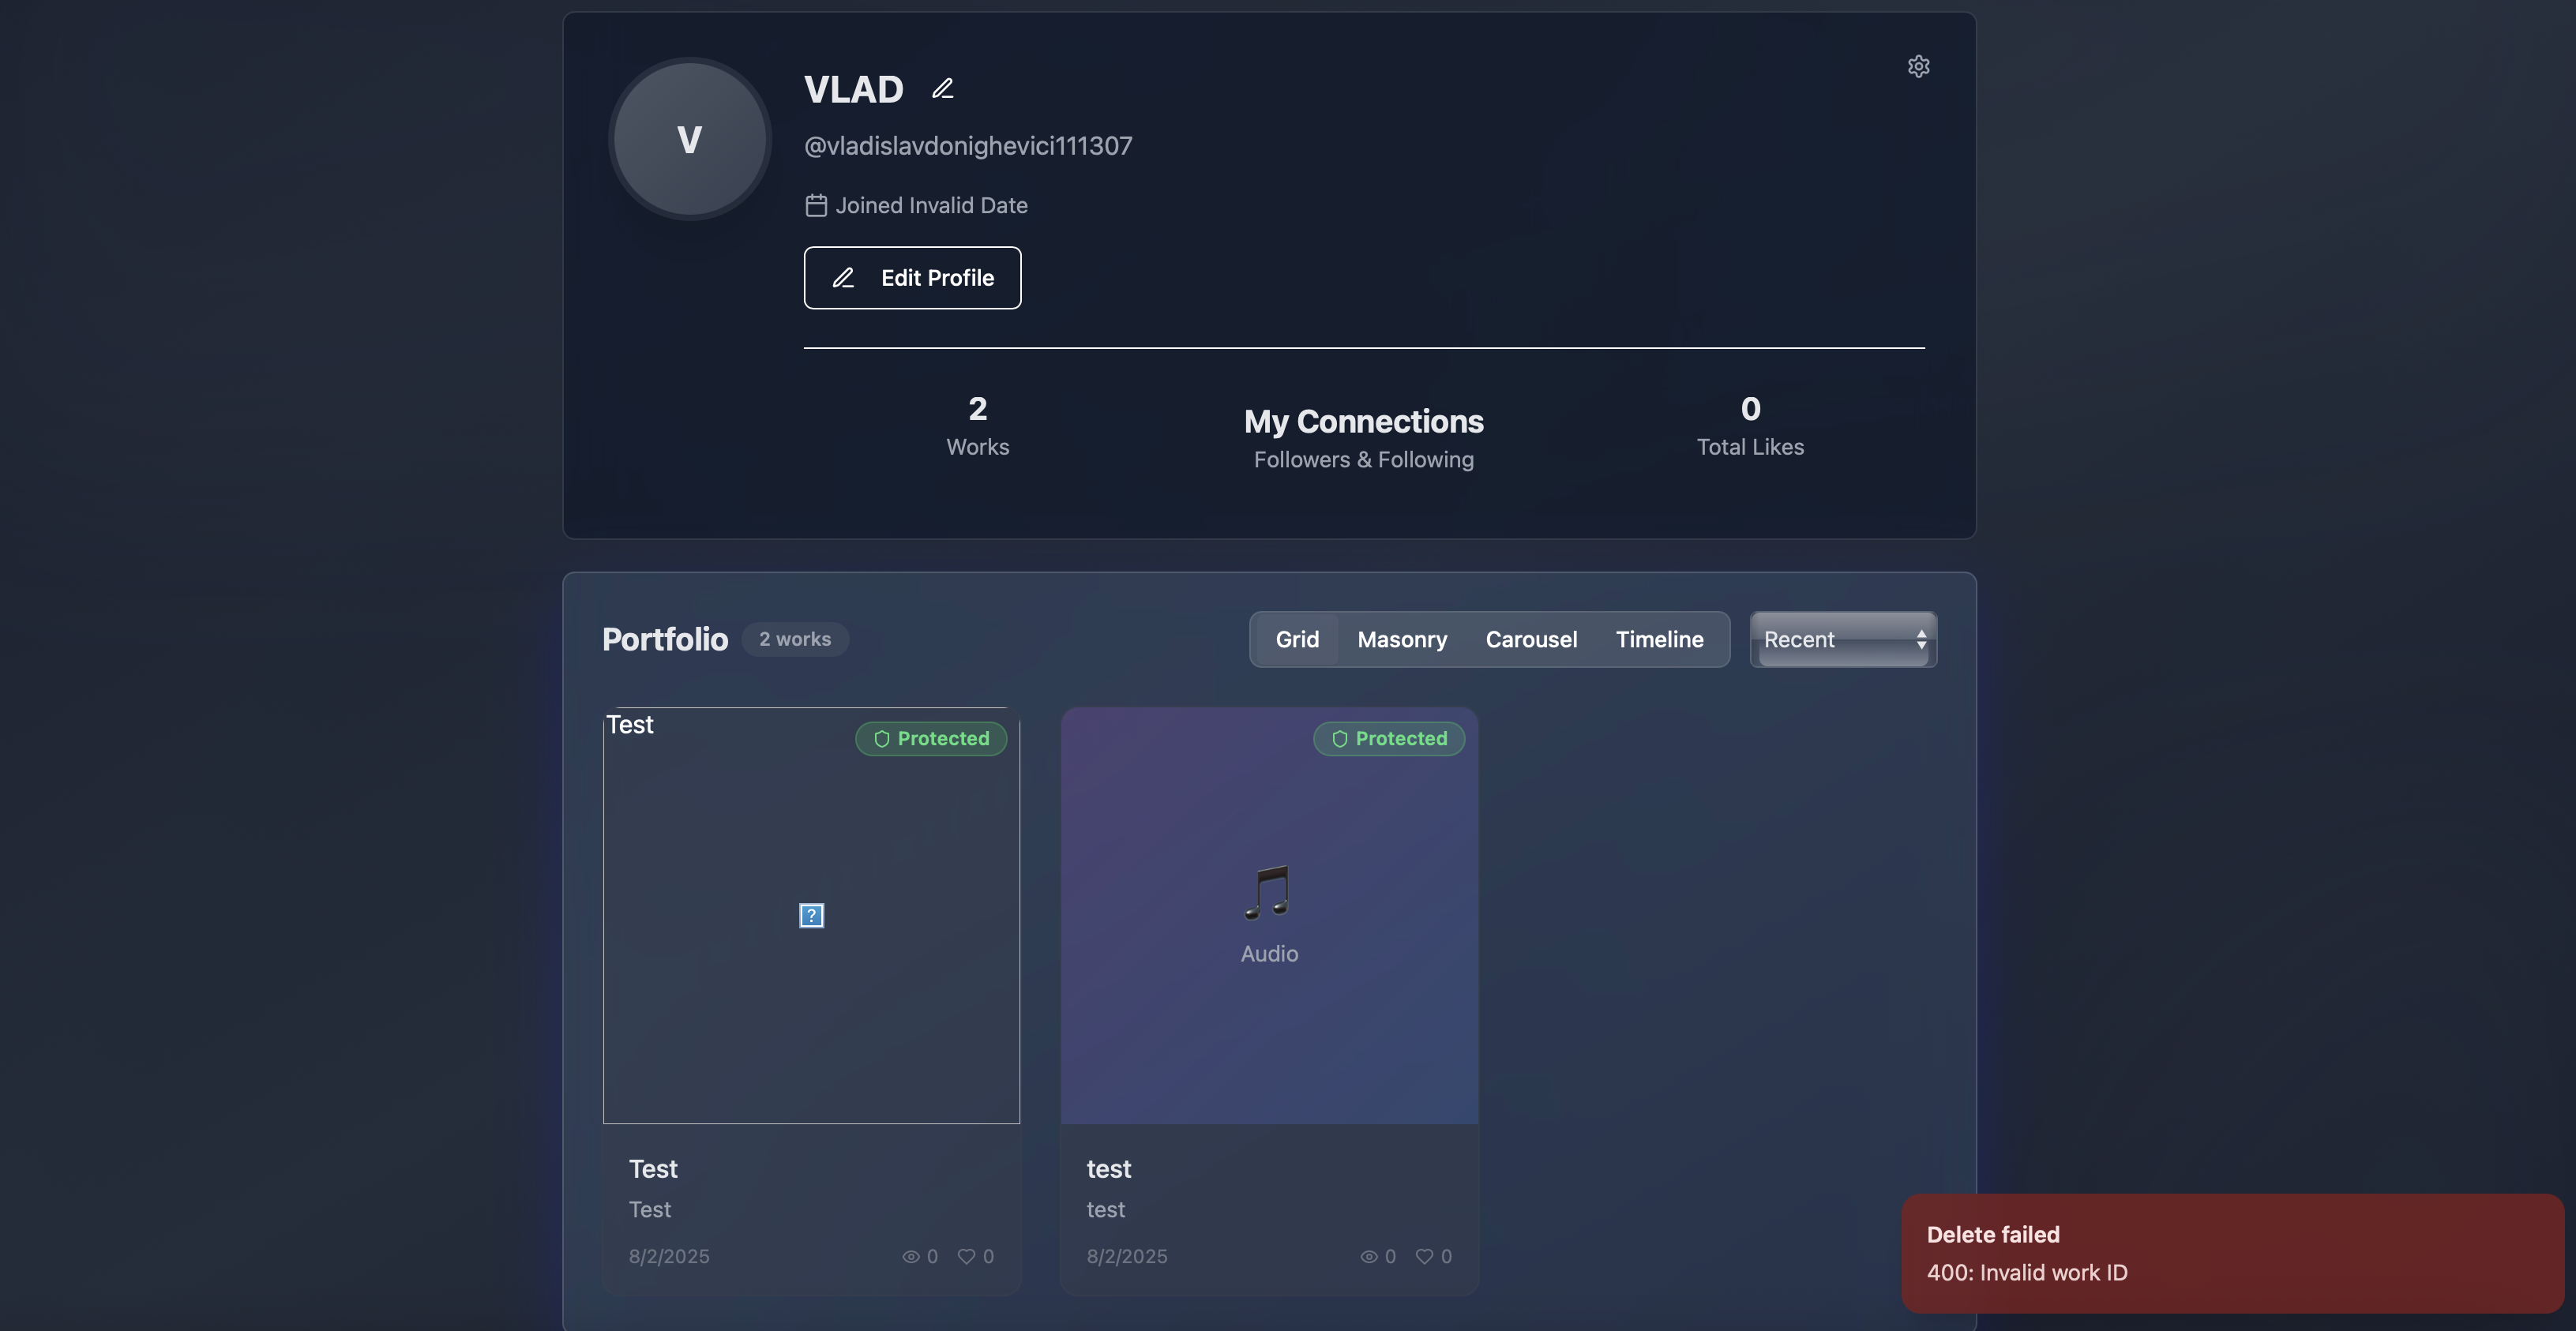 V
VLAD
@vladislavdonighevici111307
Joined Invalid Date
Edit Profile
2
Works
My Connections
Followers & Following
0
Total Likes
Portfolio
2 works
Grid
Masonry
Carousel
Timeline
Recent
Test
Protected
?
Test
Test
8/2/2025
0
0
Protected
Audio
test
test
8/2/2025
0
0
Delete failed
400: Invalid work ID